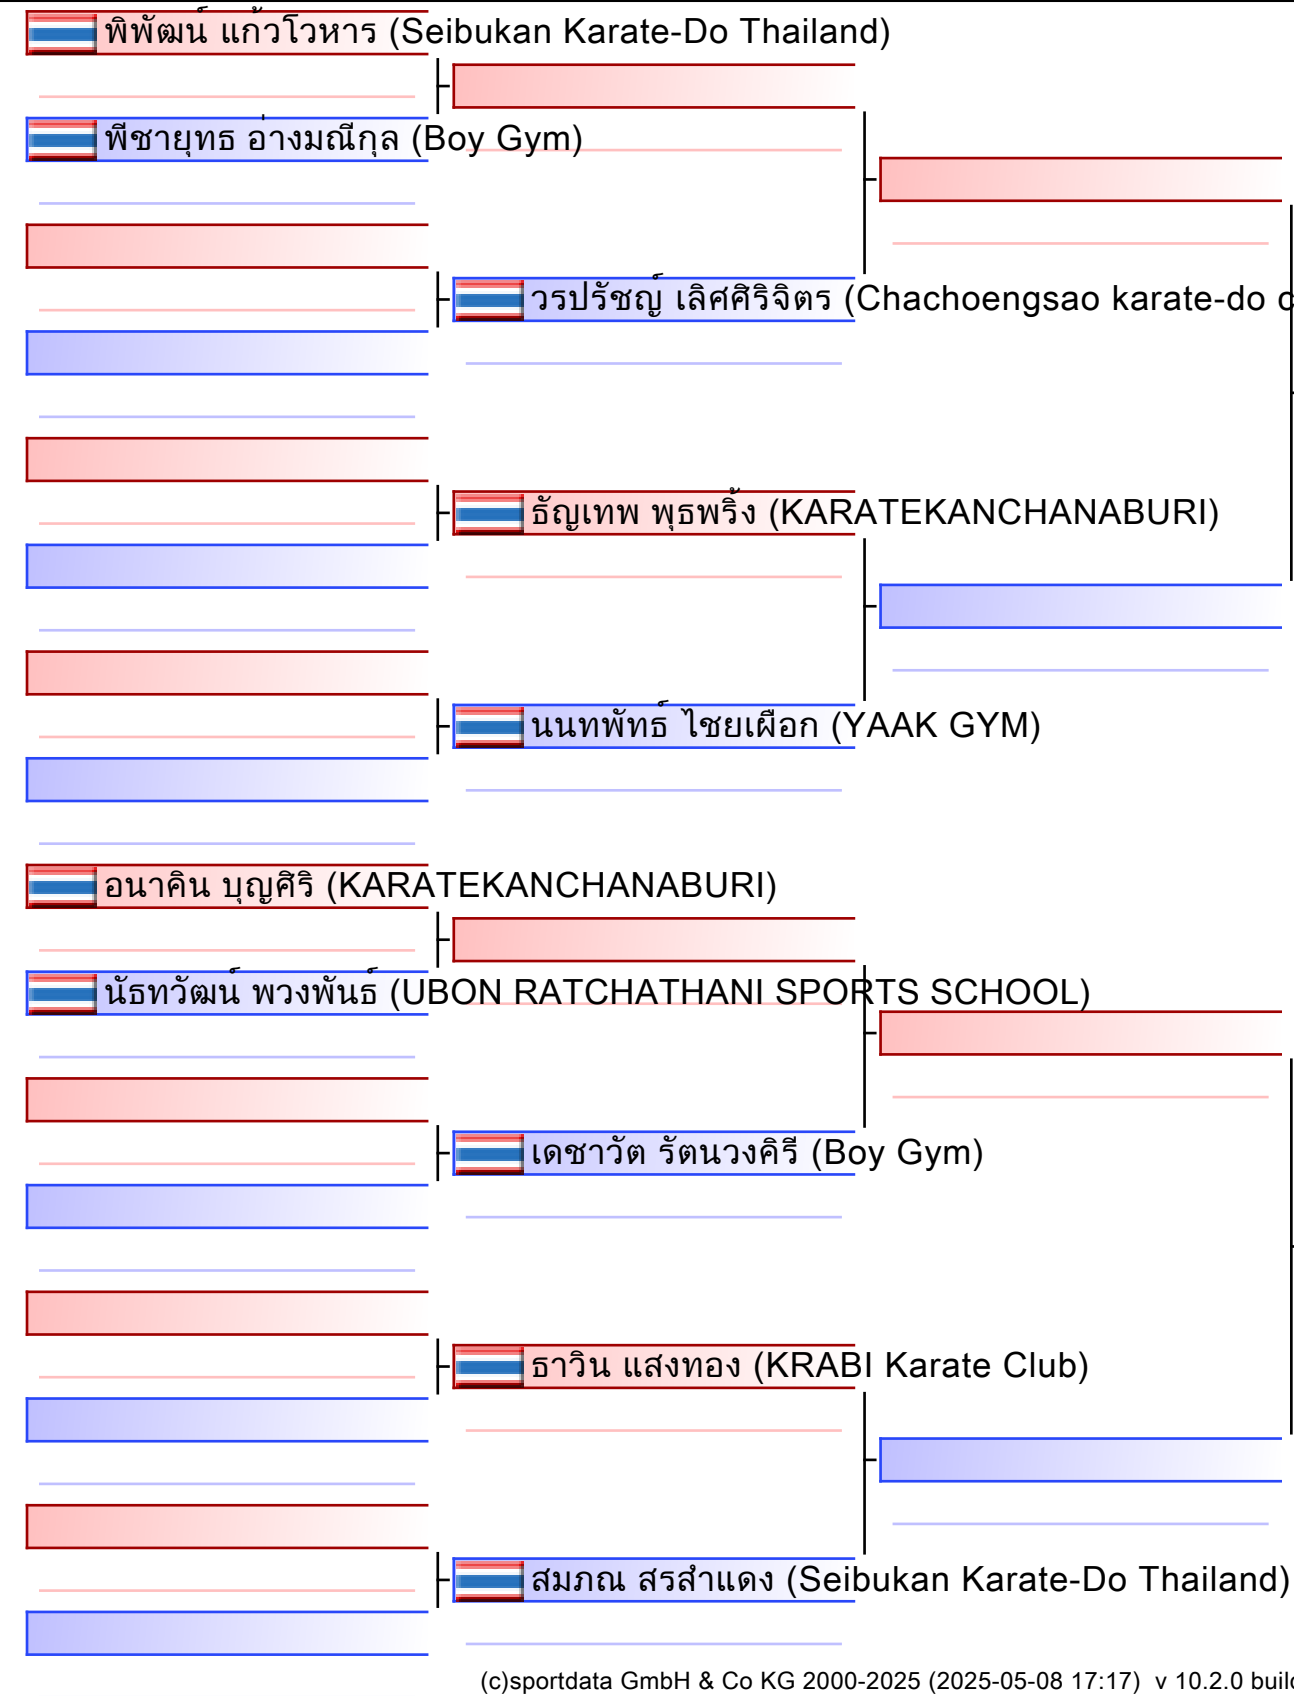 พิพัฒน์ แก้วโวหาร (Seibukan Karate-Do Thailand)
พีชายุทธ อ่างมณีกุล (Boy Gym)
วรปรัชญ์ เลิศศิริจิตร (Chachoengsao karate-do c
ธัญเทพ พุธพริ้ง (KARATEKANCHANABURI)
นนทพัทธ์ ไชยเผือก (YAAK GYM)
อนาคิน บุญศิริ (KARATEKANCHANABURI)
นัธทวัฒน์ พวงพันธ์ (UBON RATCHATHANI SPORTS SCHOOL)
เดชาวัต รัตนวงคิรี (Boy Gym)
ธาวิน แสงทอง (KRABI Karate Club)
สมภณ สรสำแดง (Seibukan Karate-Do Thailand)
(c)sportdata GmbH & Co KG 2000-2025 (2025-05-08 17:17) v 10.2.0 build